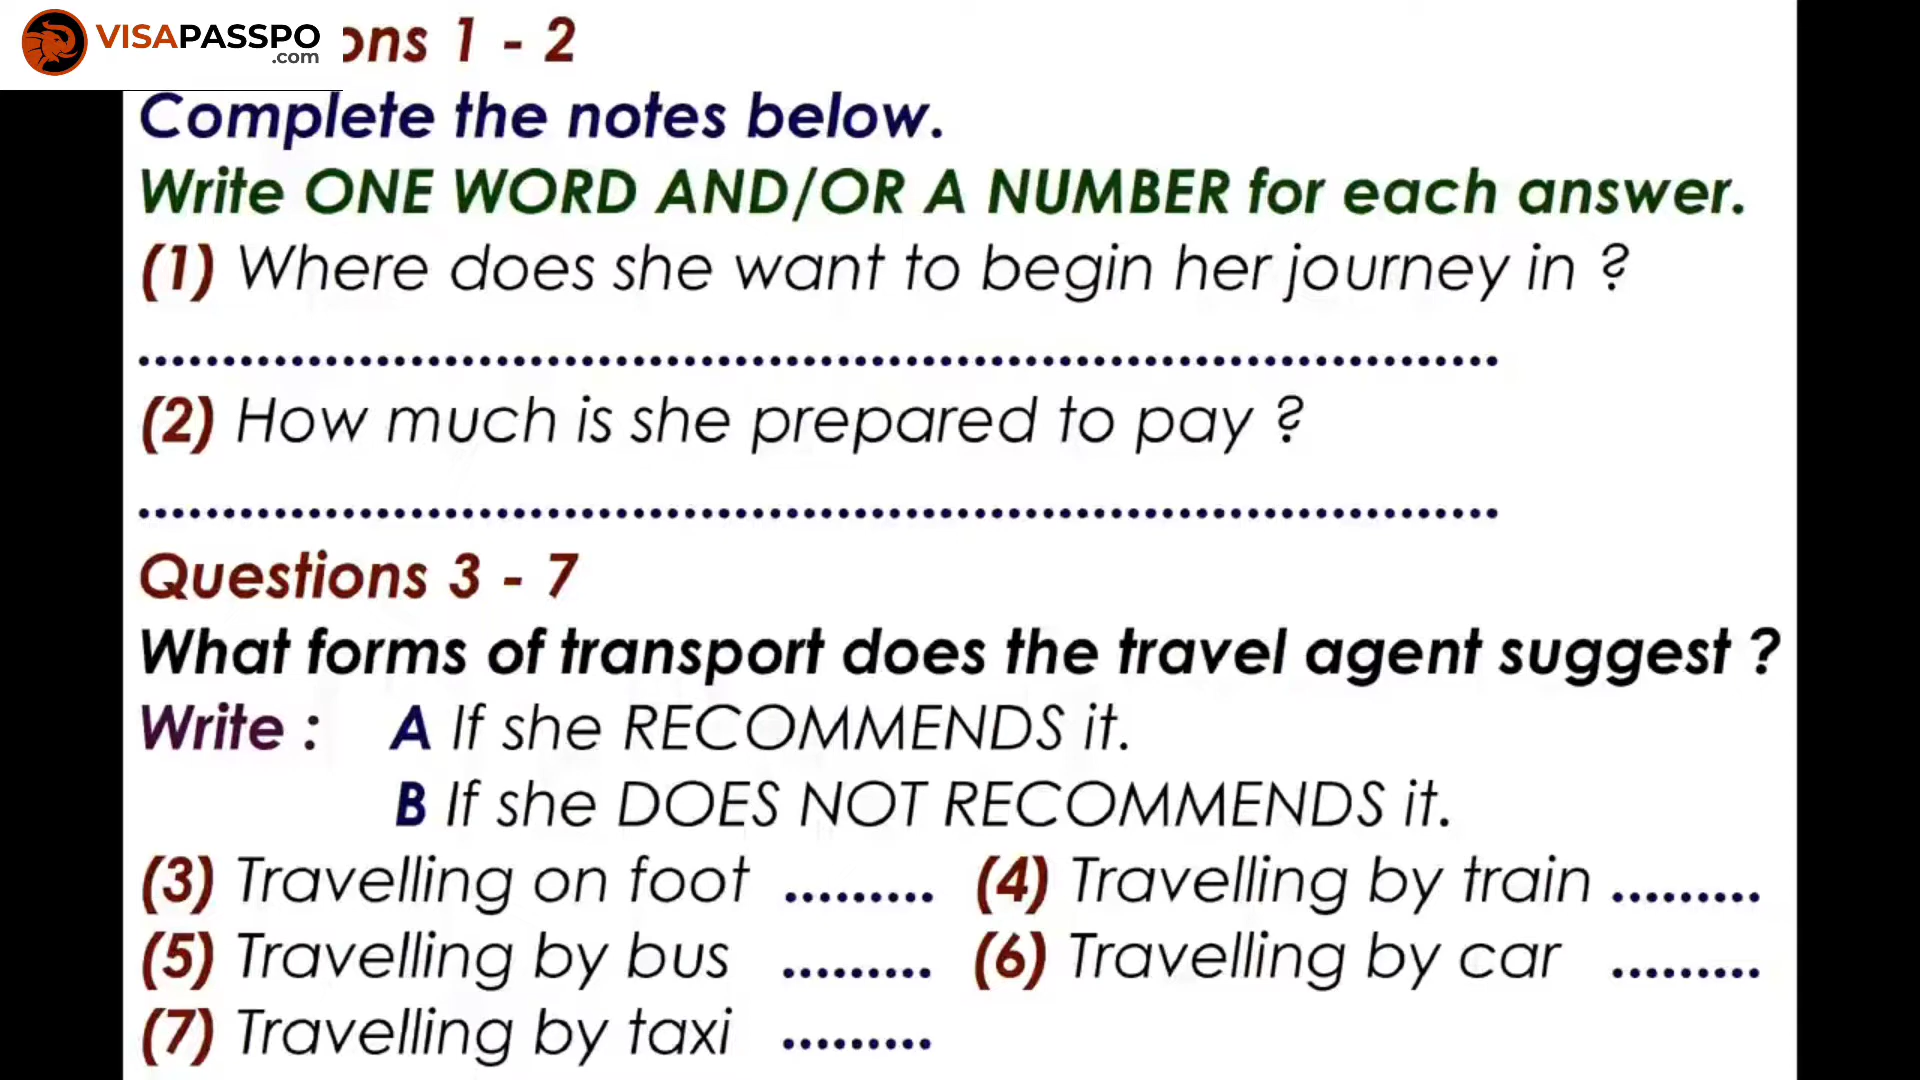 VISAPASSPO
.com
ons 1 - 2
Complete the notes below.
Write ONE WORD AND/OR A NUMBER for each answer.
(1) Where does she want to begin her journey in ?
................................................................................
(2) How much is she prepared to pay ?
................................................................................
Questions 3 - 7
What forms of transport does the travel agent suggest ?
Write : A If she RECOMMENDS it.
B If she DOES NOT RECOMMENDS it.
(3) Travelling on foot ......... (4) Travelling by train .........
(5) Travelling by bus ......... (6) Travelling by car .........
(7) Travelling by taxi .........